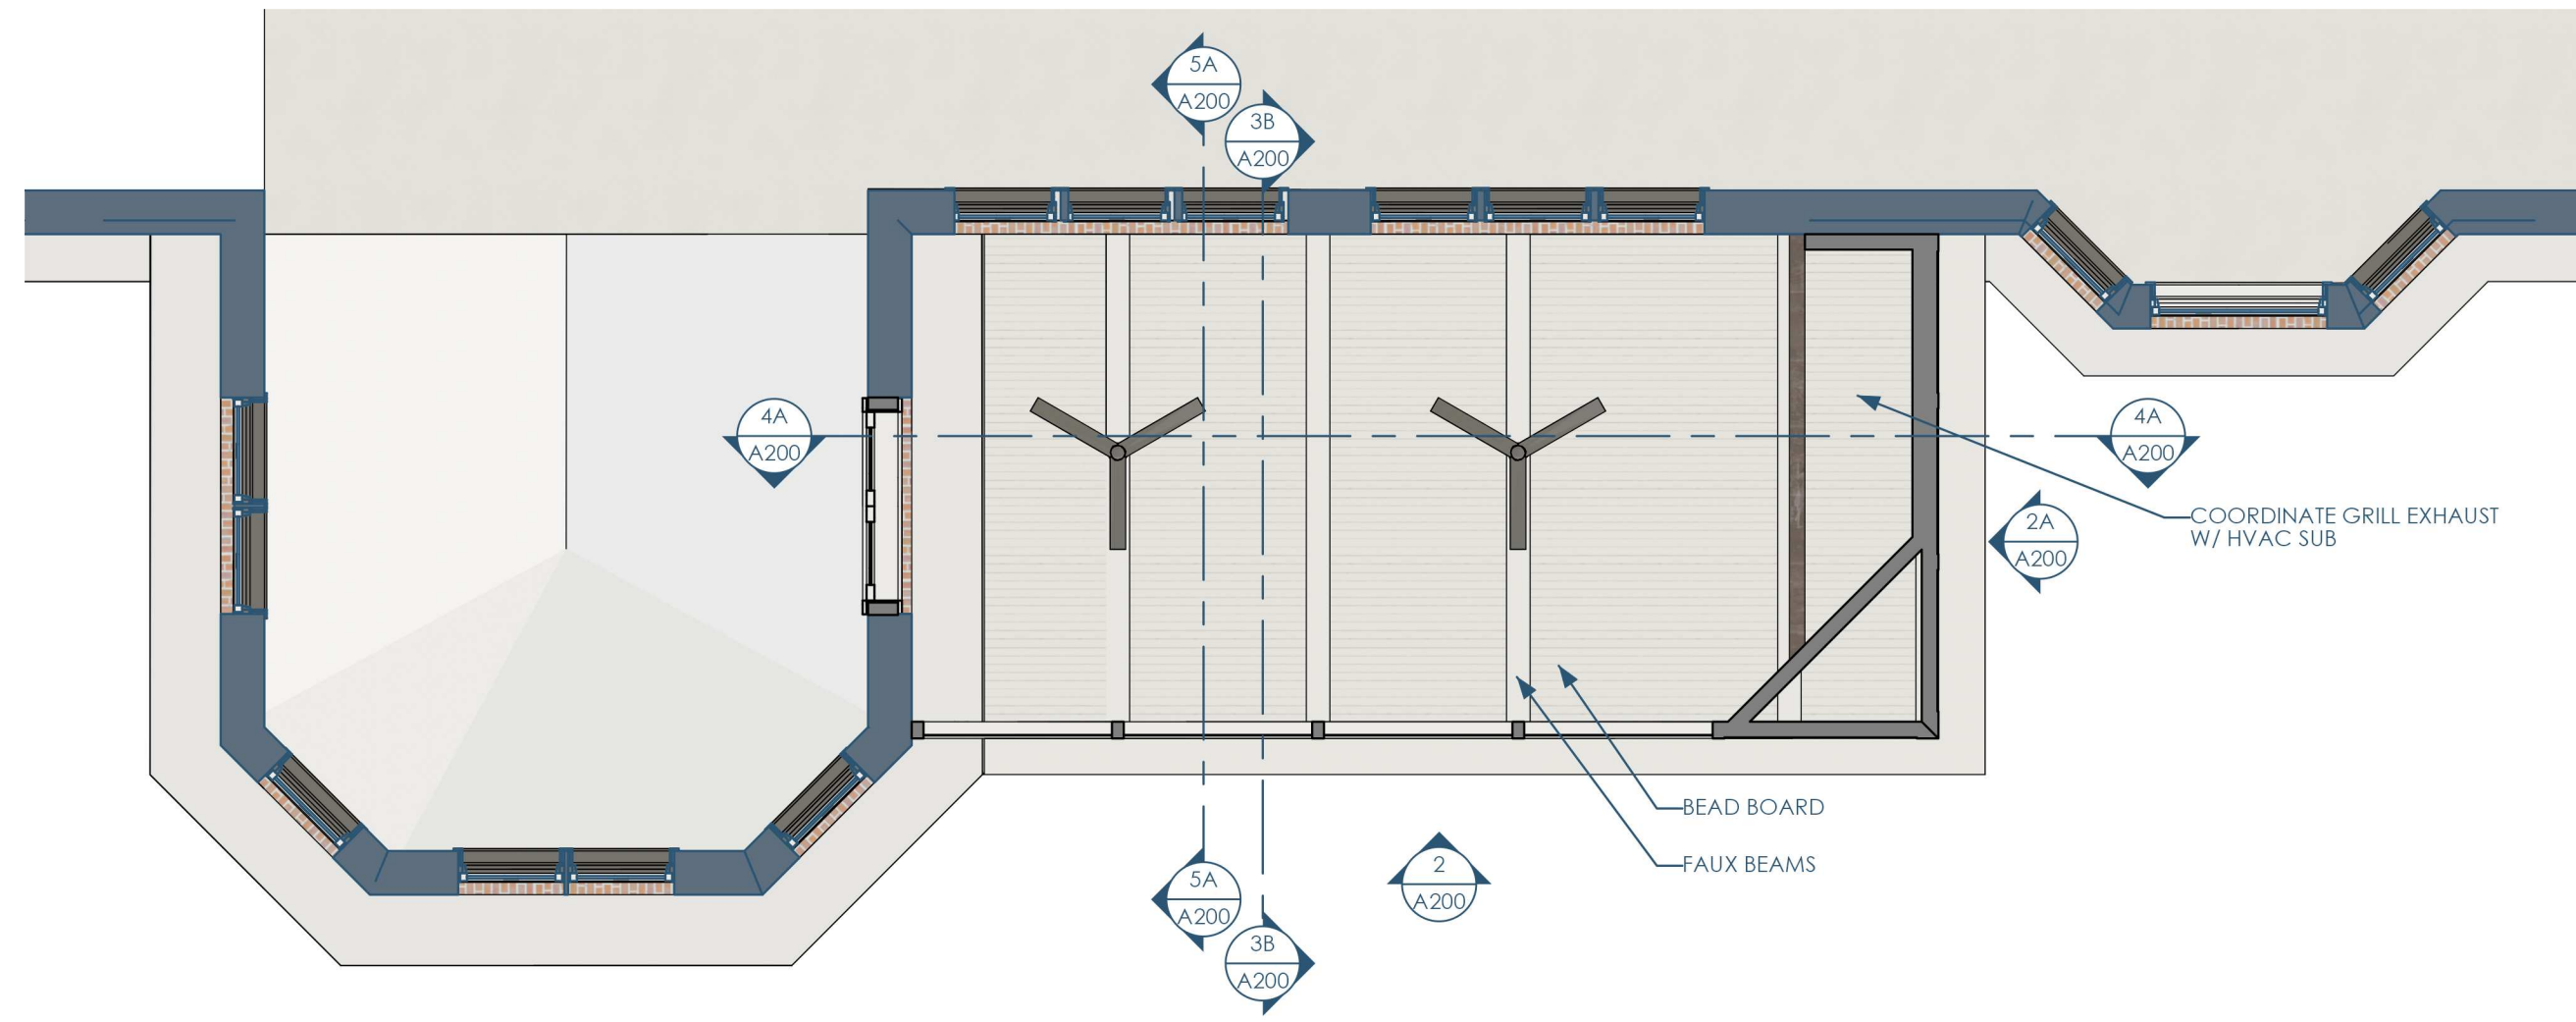 5A
A200
3B
A200
4A
A200
4A
A200
2A
A200
COORDINATE GRILL EXHAUST
W/ HVAC SUB
BEAD BOARD
FAUX BEAMS
2
A200
5A
A200
3B
A200